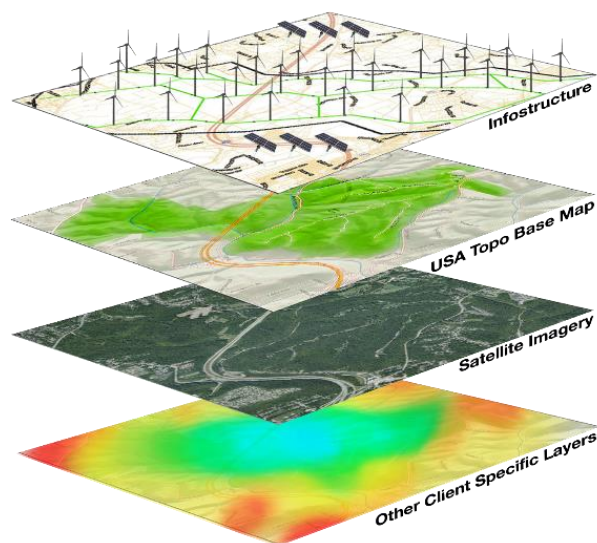 Infostructure
USA Topo Base Map
Satellite Imagery
Other Client Specific Layers